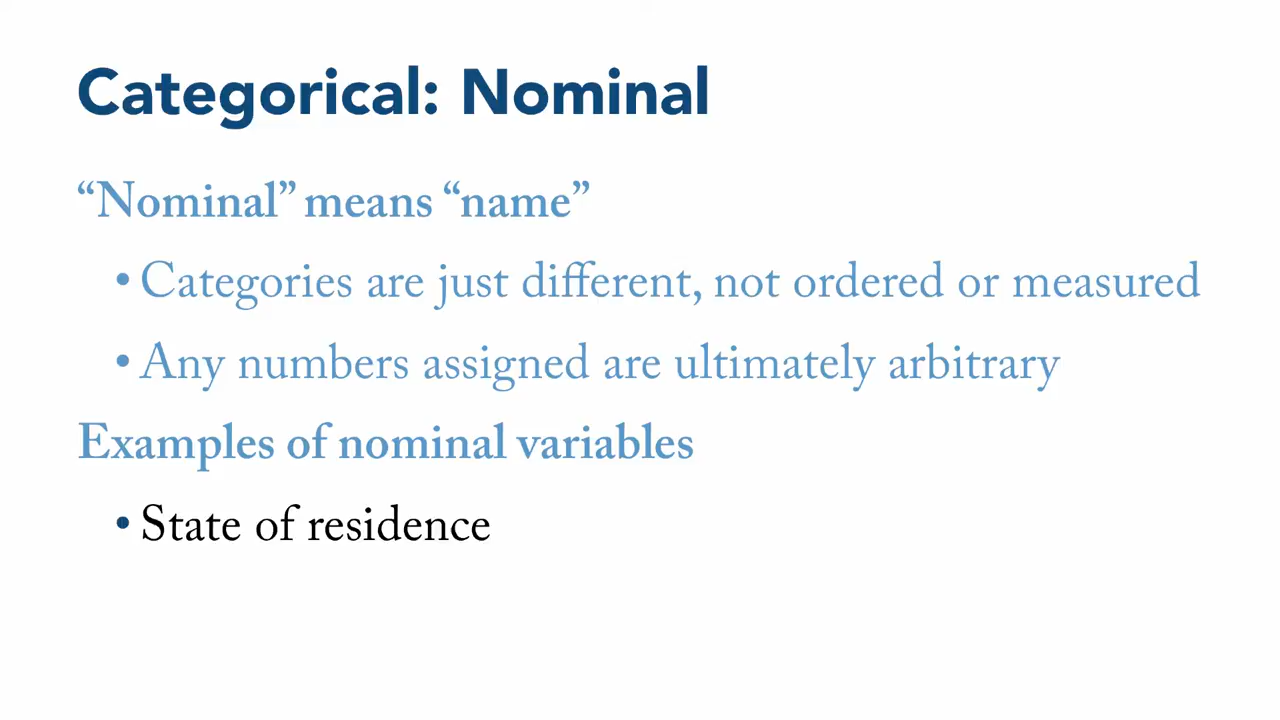 Categorical: Nominal
“Nominal” means “name”
• Categories are just different, not ordered or measured
• Any numbers assigned are ultimately arbitrary
Examples of nominal variables
• State of residence